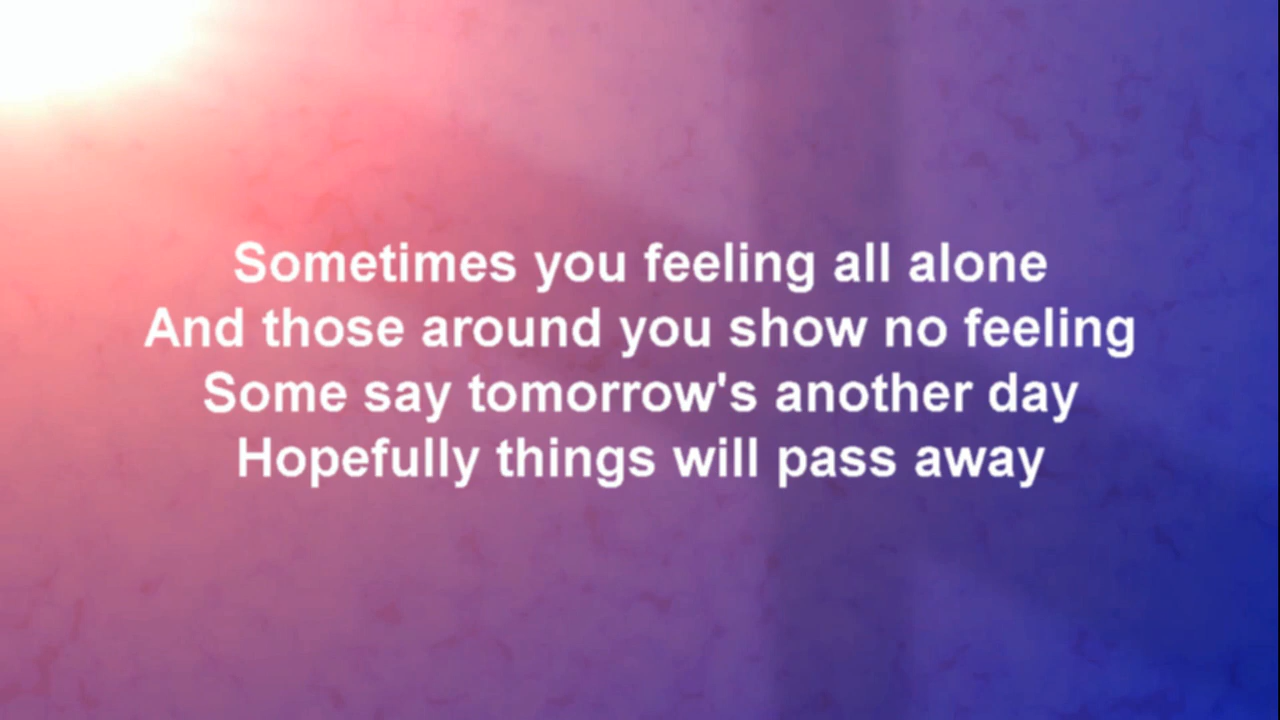 Sometimes you feeling all alone
And those around you show no feeling
Some say tomorrow's another day
Hopefully things will pass away